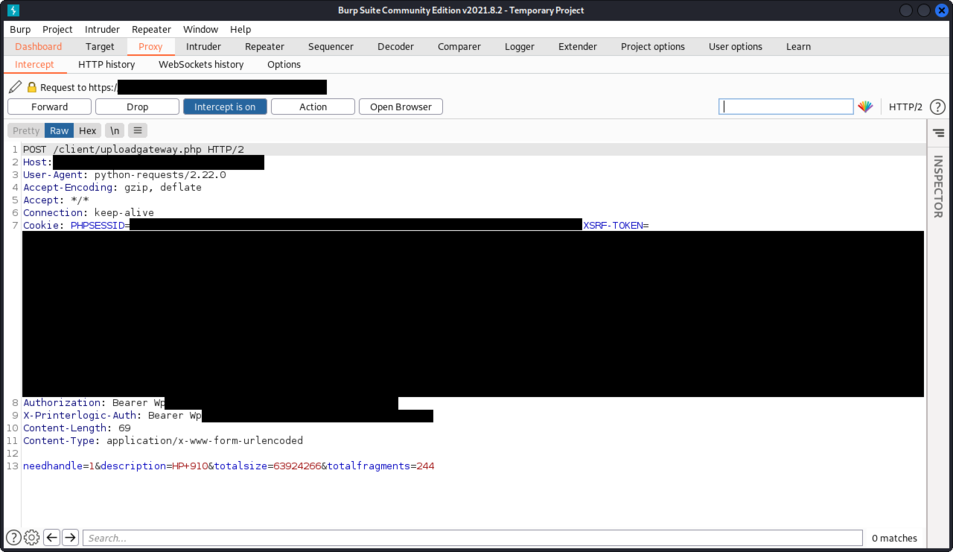 Burp Suite Community Edition v2021.8.2 - Temporary Project
Burp Project Intruder Repeater Window Help
Dashboard Target Proxy Intruder Repeater Sequencer Decoder Comparer Logger Extender Project options User options Learn
Intercept HTTP history WebSockets history Options
Request to https:/
Forward Drop Intercept is on Action Open Browser HTTP/2 ?
Pretty Raw Hex \n ≡
INSPECTOR
1 POST /client/uploadgateway.php HTTP/2
2 Host:
3 User-Agent: python-requests/2.22.0
4 Accept-Encoding: gzip, deflate
5 Accept: */*
6 Connection: keep-alive
7 Cookie: PHPSESSID= XSRF-TOKEN=
8 Authorization: Bearer Wp
9 X-Printerlogic-Auth: Bearer Wp
10 Content-Length: 69
11 Content-Type: application/x-www-form-urlencoded
12
13 needhandle=1&description=HP+910&totalsize=63924266&totalfragments=244
? Search... 0 matches